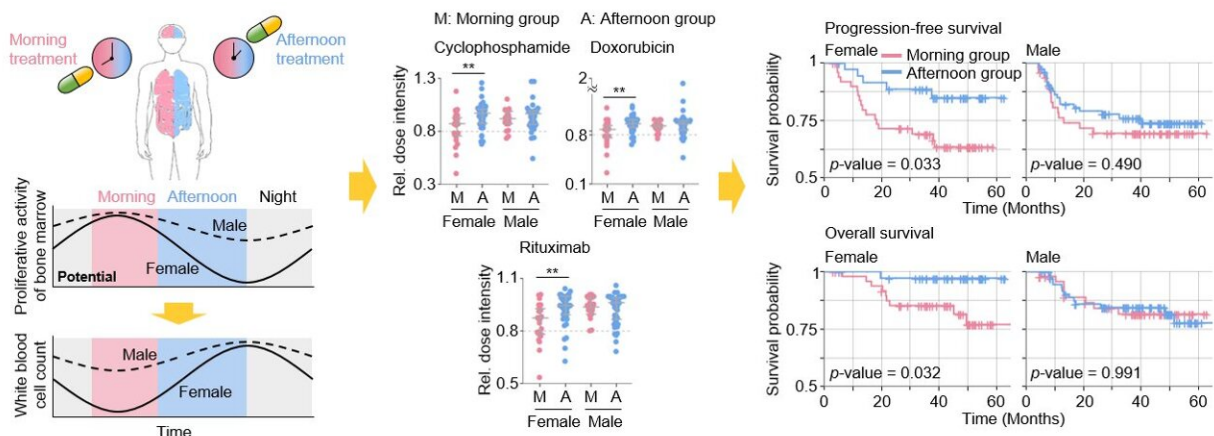 Morning
treatment
Afternoon
treatment
Morning
Afternoon
Night
Proliferative activity
of bone marrow
Male
Female
Potential
White blood
cell count
Male
Female
Time
M: Morning group
A: Afternoon group
Cyclophosphamide
Rel. dose intensity
1.3
0.8
0.3
**
M A M A
Female Male
Doxorubicin
2
0.8
0.1
**
M A M A
Female Male
Rituximab
Rel. dose intensity
1.1
0.8
0.5
**
M A M A
Female Male
Progression-free survival
Female
Male
Morning group
Afternoon group
Survival probability
1
0.75
0.5
p-value = 0.033
p-value = 0.490
0 20 40 60
0 20 40 60
Time (Months)
Overall survival
Female
Male
Survival probability
1
0.75
0.5
p-value = 0.032
p-value = 0.991
0 20 40 60
0 20 40 60
Time (Months)
Time (Months)